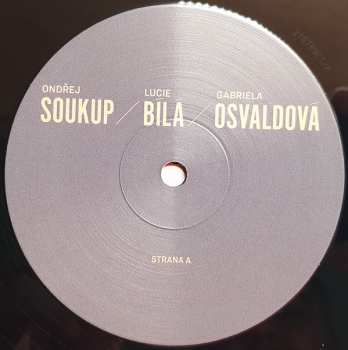 ONDŘEJ LUCIE GABRIELA
SOUKUP / BÍLÁ / OSVALDOVÁ
STRANA A